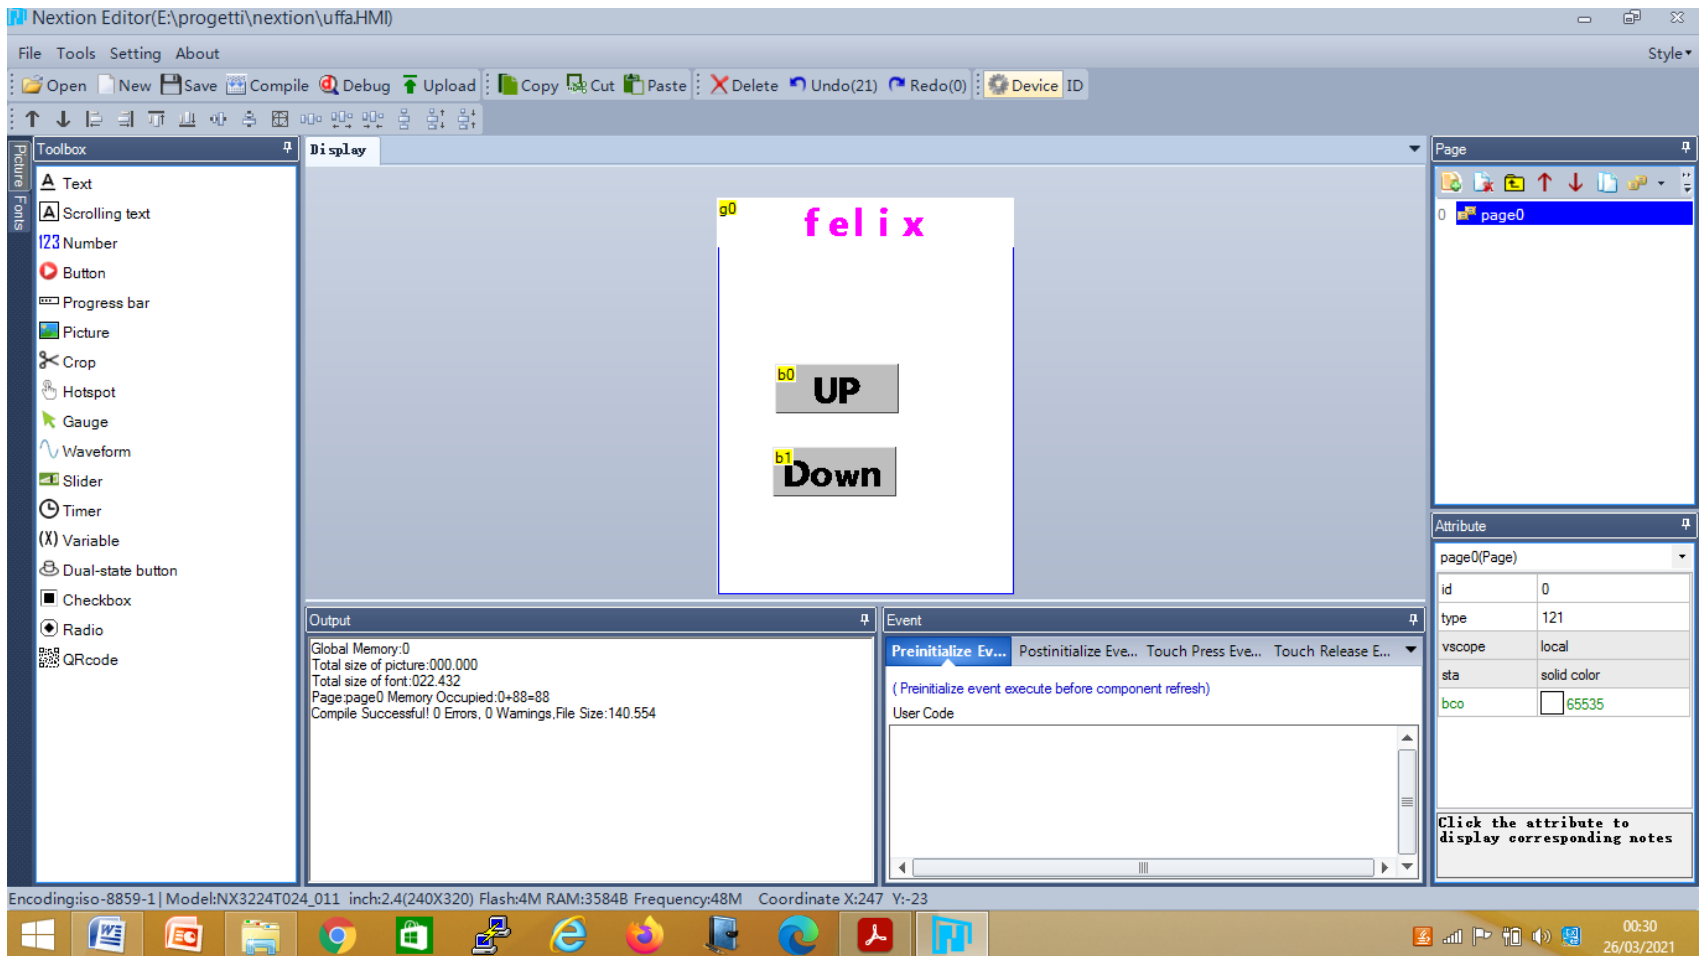 Nextion Editor(E:\progetti\nextion\uffa.HMI)
File Tools Setting About
Style
Open New Save Compile Debug Upload Copy Cut Paste Delete Undo(21) Redo(0) Device ID
Picture
Fonts
Toolbox
Text
Scrolling text
123 Number
Button
Progress bar
Picture
Crop
Hotspot
Gauge
Waveform
Slider
Timer
(X) Variable
Dual-state button
Checkbox
Radio
QRcode
Display
g0
felix
b0
UP
b1
Down
Output
Global Memory:0
Total size of picture:000.000
Total size of font:022.432
Page:page0 Memory Occupied:0+88=88
Compile Successful! 0 Errors, 0 Warnings,File Size:140.554
Event
Preinitialize Ev... Postinitialize Eve... Touch Press Eve... Touch Release E...
( Preinitialize event execute before component refresh)
User Code
Page
0 page0
Attribute
page0(Page)
id 0
type 121
vscope local
sta solid color
bco 65535
Click the attribute to
display corresponding notes
Encoding:iso-8859-1| Model:NX3224T024_011 inch:2.4(240X320) Flash:4M RAM:3584B Frequency:48M Coordinate X:247 Y:-23
00:30
26/03/2021